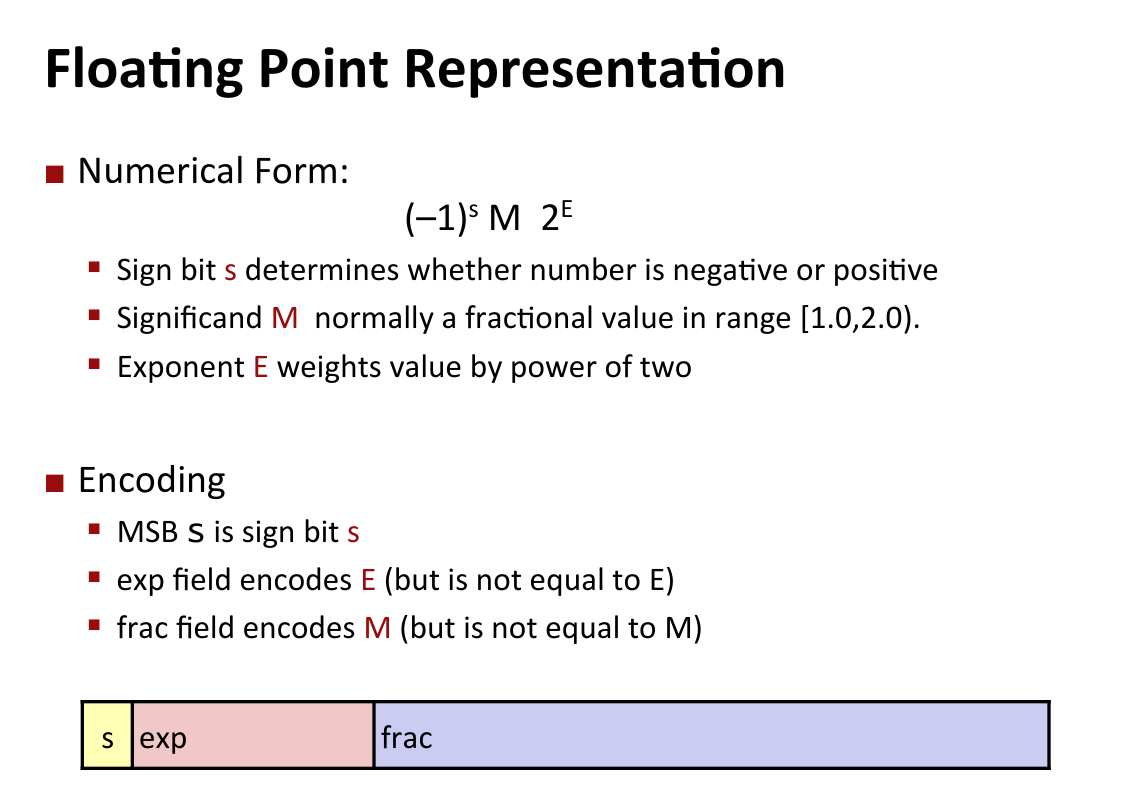 Floating Point Representation
Numerical Form:
(–1)ˢ M 2ᴱ
Sign bit s determines whether number is negative or positive
Significand M normally a fractional value in range [1.0,2.0).
Exponent E weights value by power of two
Encoding
MSB s is sign bit s
exp field encodes E (but is not equal to E)
frac field encodes M (but is not equal to M)
s exp frac